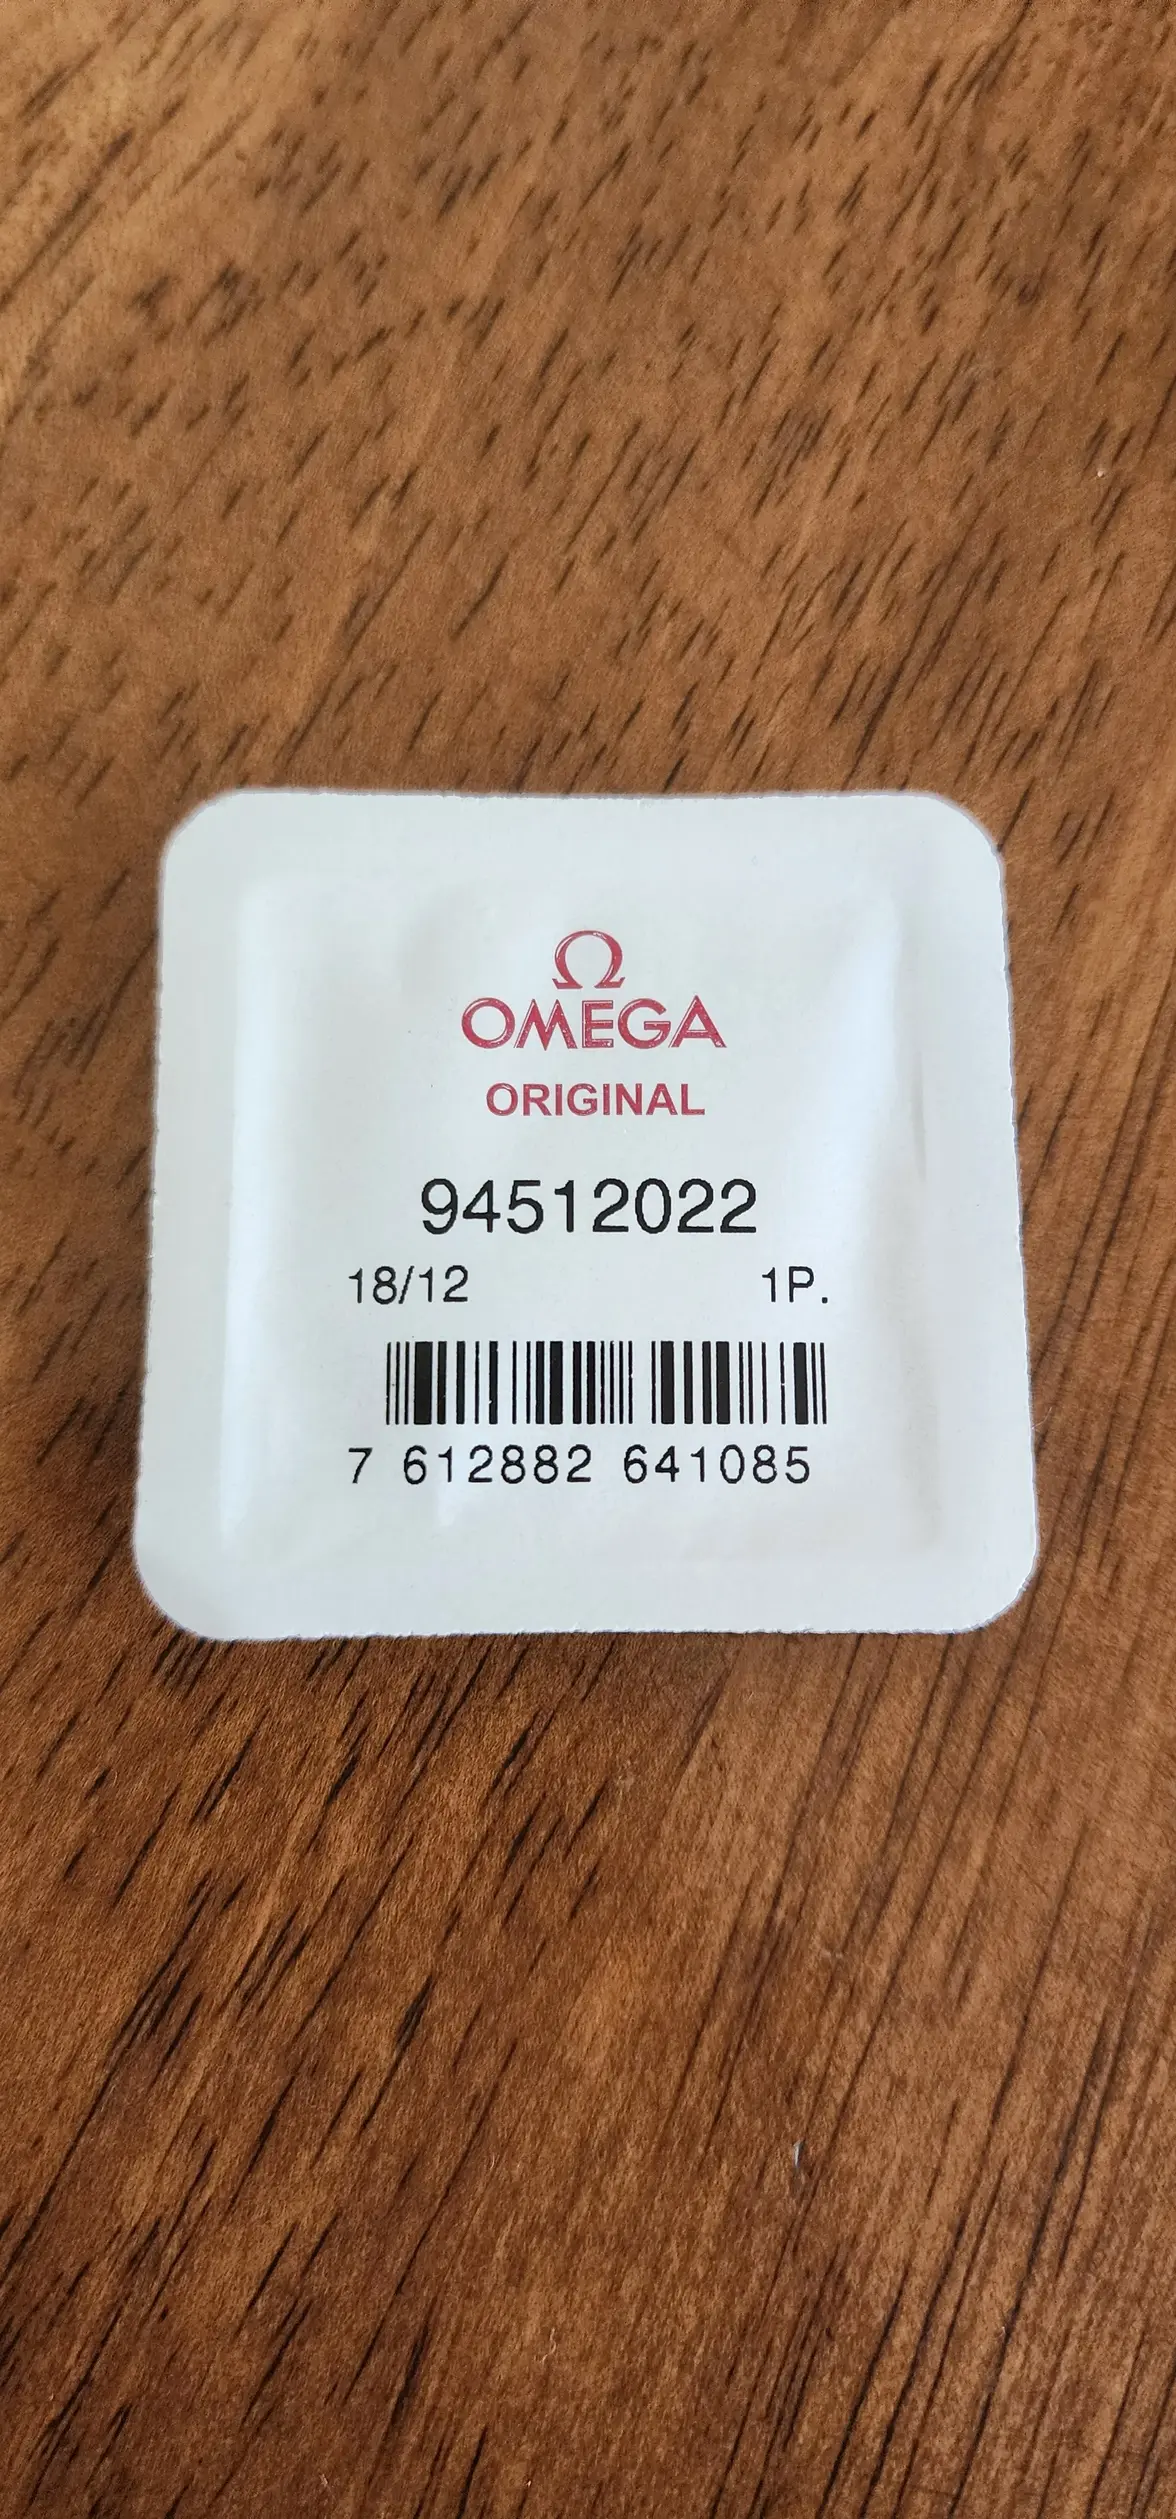 Ω
OMEGA
ORIGINAL
94512022
18/12 1P.
7 612882 641085